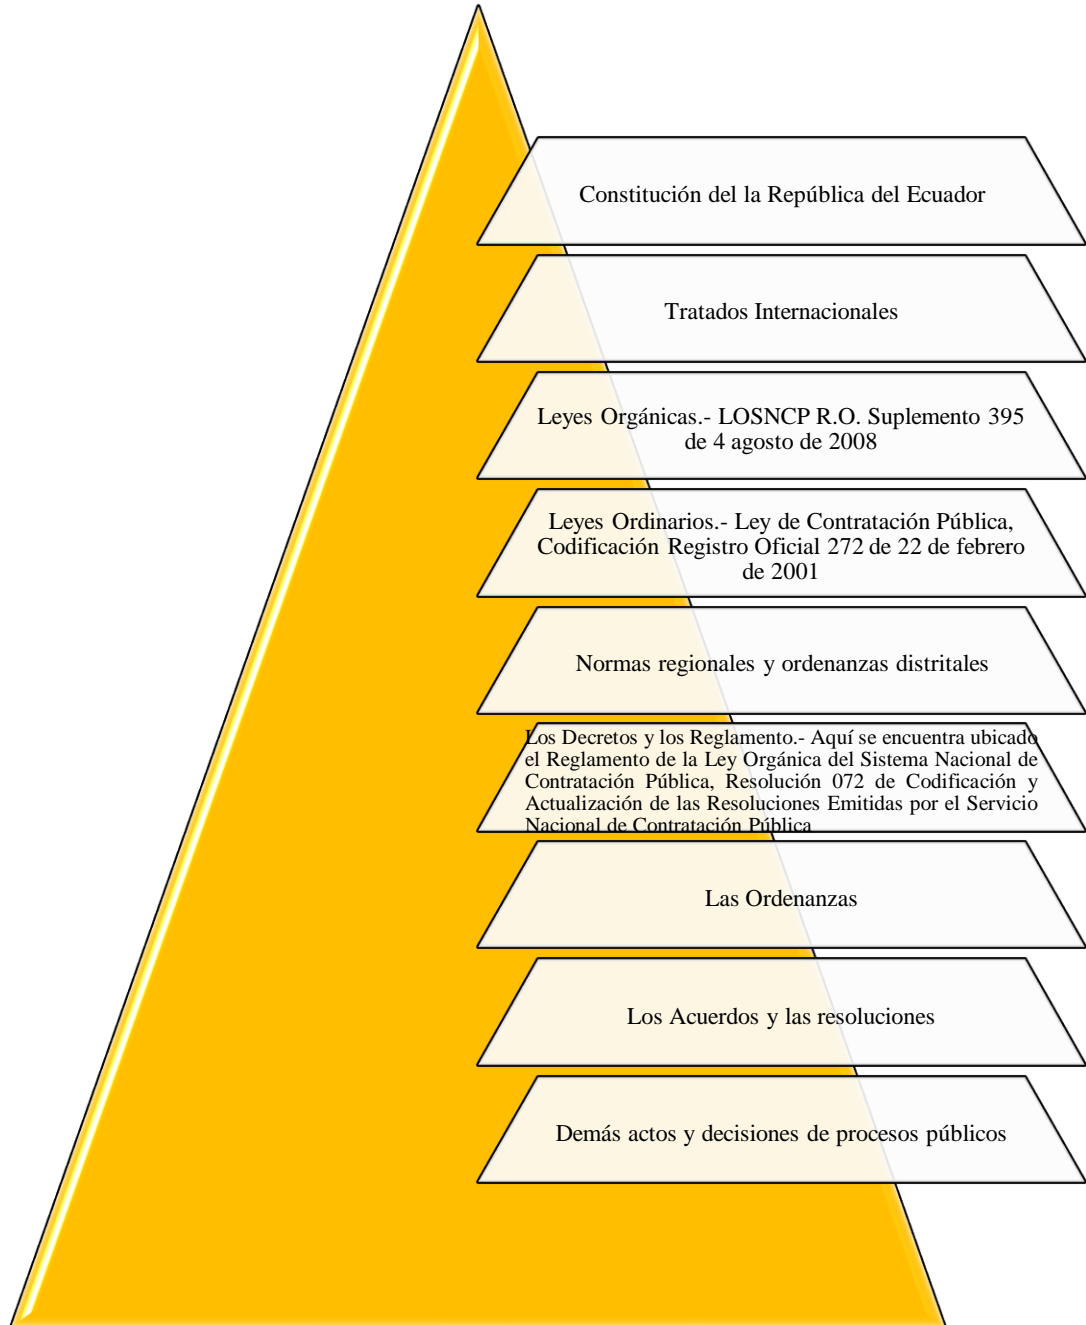 Constitución del la República del Ecuador
Tratados Internacionales
Leyes Orgánicas.- LOSNCP R.O. Suplemento 395
de 4 agosto de 2008
Leyes Ordinarios.- Ley de Contratación Pública,
Codificación Registro Oficial 272 de 22 de febrero
de 2001
Normas regionales y ordenanzas distritales
Los Decretos y los Reglamento.- Aquí se encuentra ubicado
el Reglamento de la Ley Orgánica del Sistema Nacional de
Contratación Pública, Resolución 072 de Codificación y
Actualización de las Resoluciones Emitidas por el Servicio
Nacional de Contratación Pública
Las Ordenanzas
Los Acuerdos y las resoluciones
Demás actos y decisiones de procesos públicos